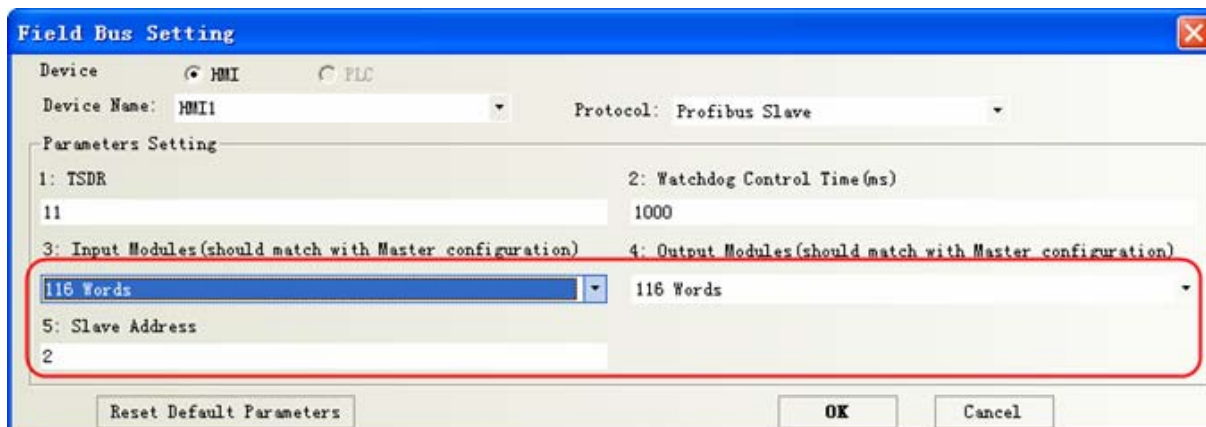 Field Bus Setting
Device HMI PLC
Device Name: HMI1 Protocol: Profibus Slave
Parameters Setting
1: TSDR 2: Watchdog Control Time(ms)
11 1000
3: Input Modules(should match with Master configuration) 4: Output Modules(should match with Master configuration)
116 Words 116 Words
5: Slave Address
2
Reset Default Parameters OK Cancel